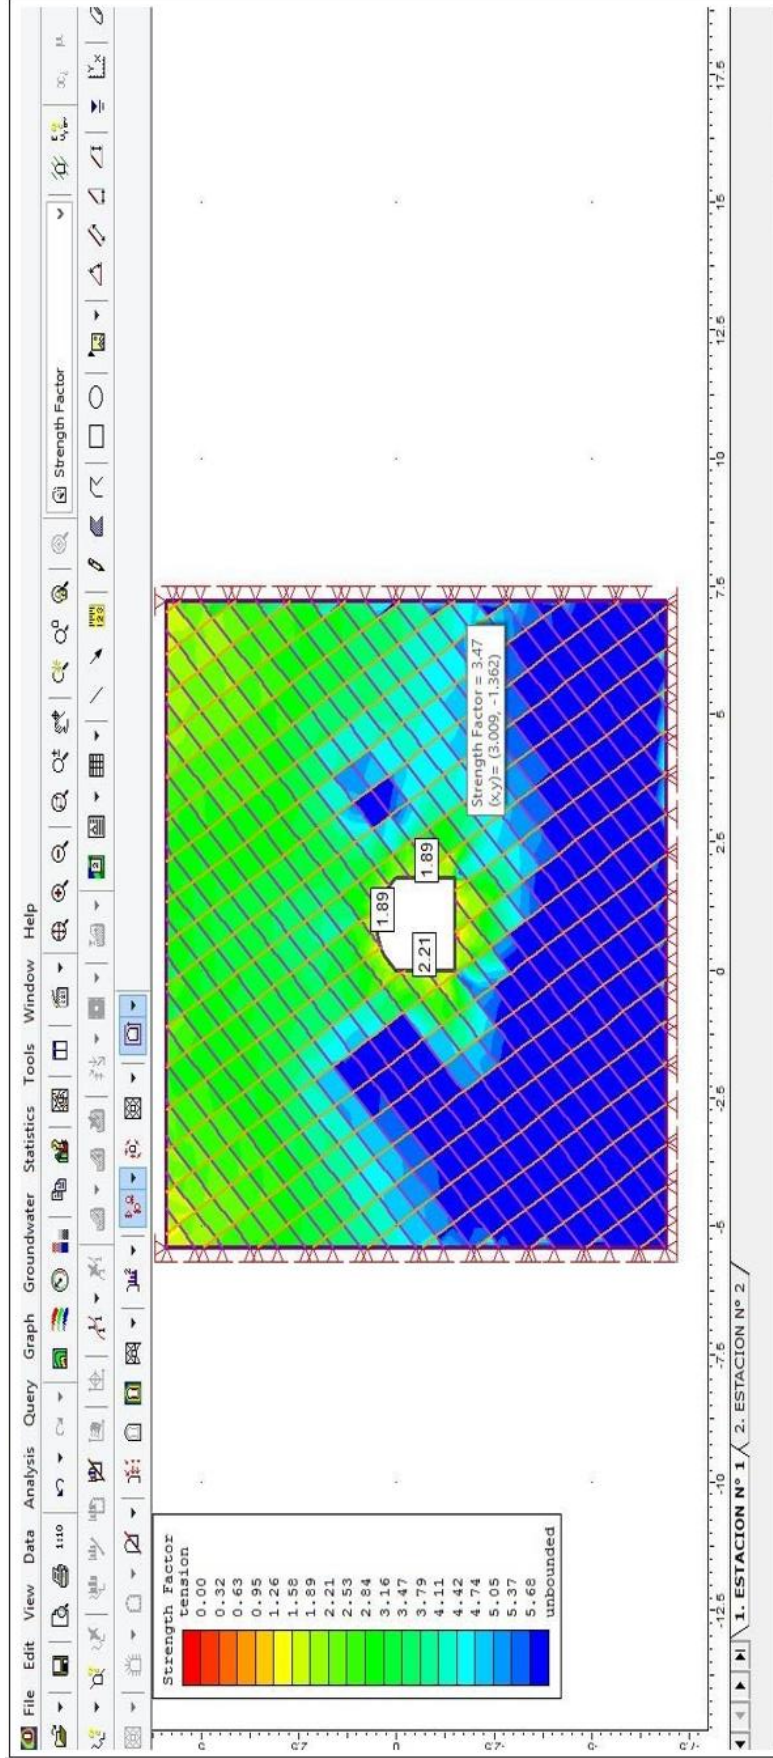 File Edit View Data Analysis Query Graph Groundwater Statistics Tools Window Help
1:10
Strength Factor
Strength Factor
tension
0.00
0.32
0.63
0.95
1.26
1.58
1.89
2.21
2.53
2.84
3.16
3.47
3.79
4.11
4.42
4.74
5.05
5.37
5.68
unbounded
1.89
2.21
1.89
Strength Factor = 3.47
(x,y)= (3.009, -1.362)
-12.5 -10 -7.5 -5 -2.5 0 2.5 5 7.5 10 12.5 15 17.5
1. ESTACION N° 1 2. ESTACION N° 2